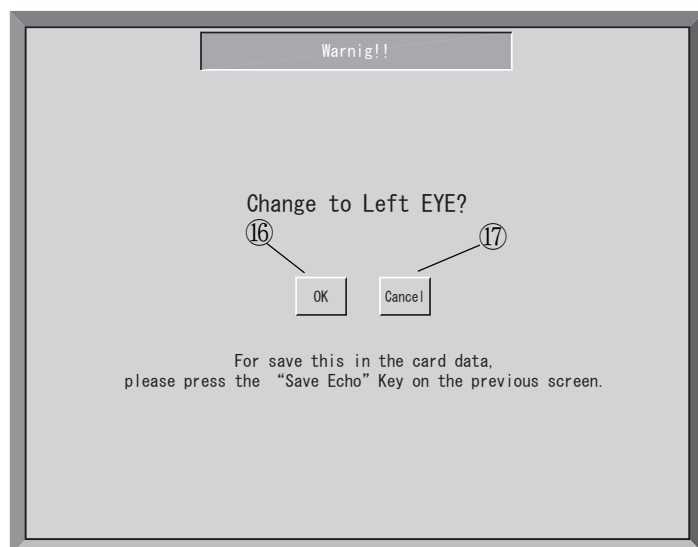 Warnig!!
Change to Left EYE?
⑯ ⑰
OK Cancel
For save this in the card data,
please press the “Save Echo” Key on the previous screen.